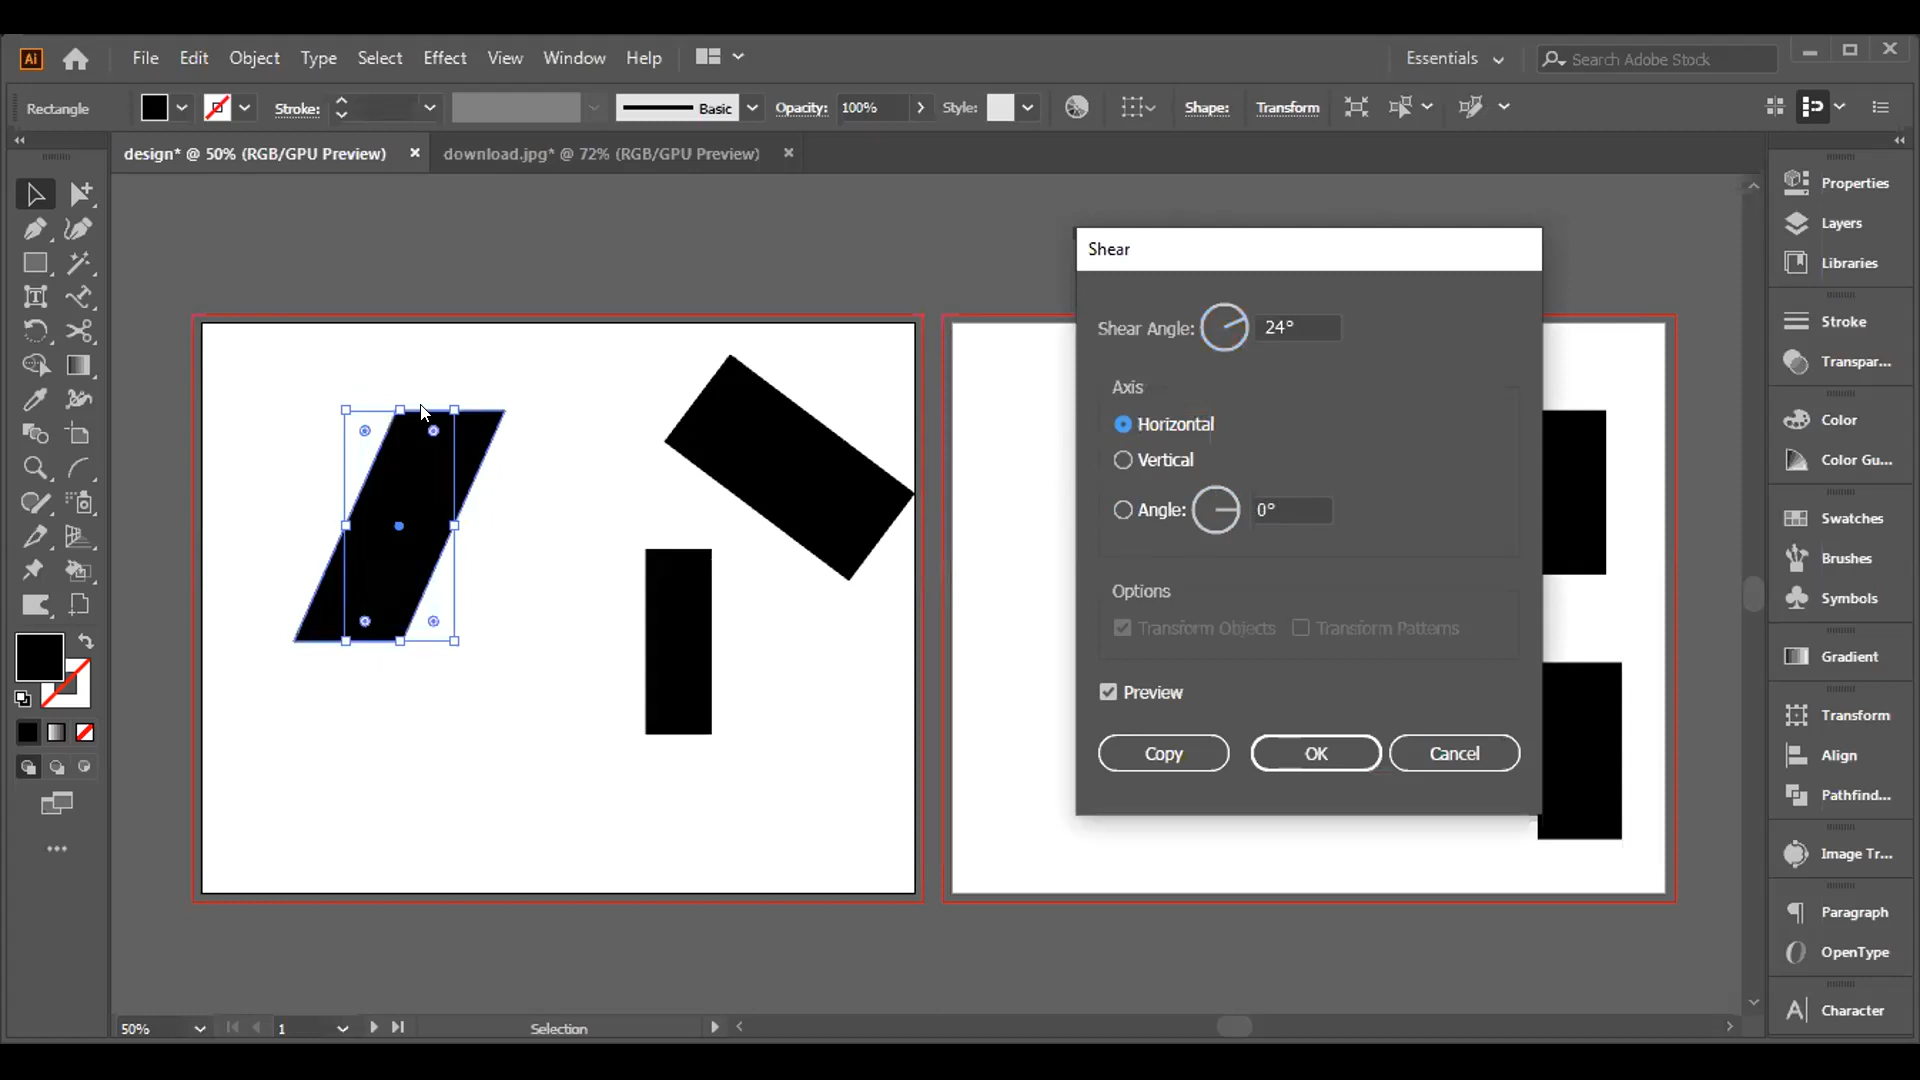 Ai File Edit Object Type Select Effect View Window Help Essentials Search Adobe Stock
Rectangle Stroke: Basic Opacity: 100% Style: Shape: Transform
design* @ 50% (RGB/GPU Preview) × download.jpg* @ 72% (RGB/GPU Preview) ×
Properties
Layers
Libraries
Stroke
Transpar...
Color
Color Gu...
Swatches
Brushes
Symbols
Gradient
Transform
Align
Pathfind...
Image Tr...
Paragraph
OpenType
Character
Shear
Shear Angle: 24°
Axis
Horizontal
Vertical
Angle: 0°
Options
Transform Objects Transform Patterns
Preview
Copy OK Cancel
50% 1 Selection